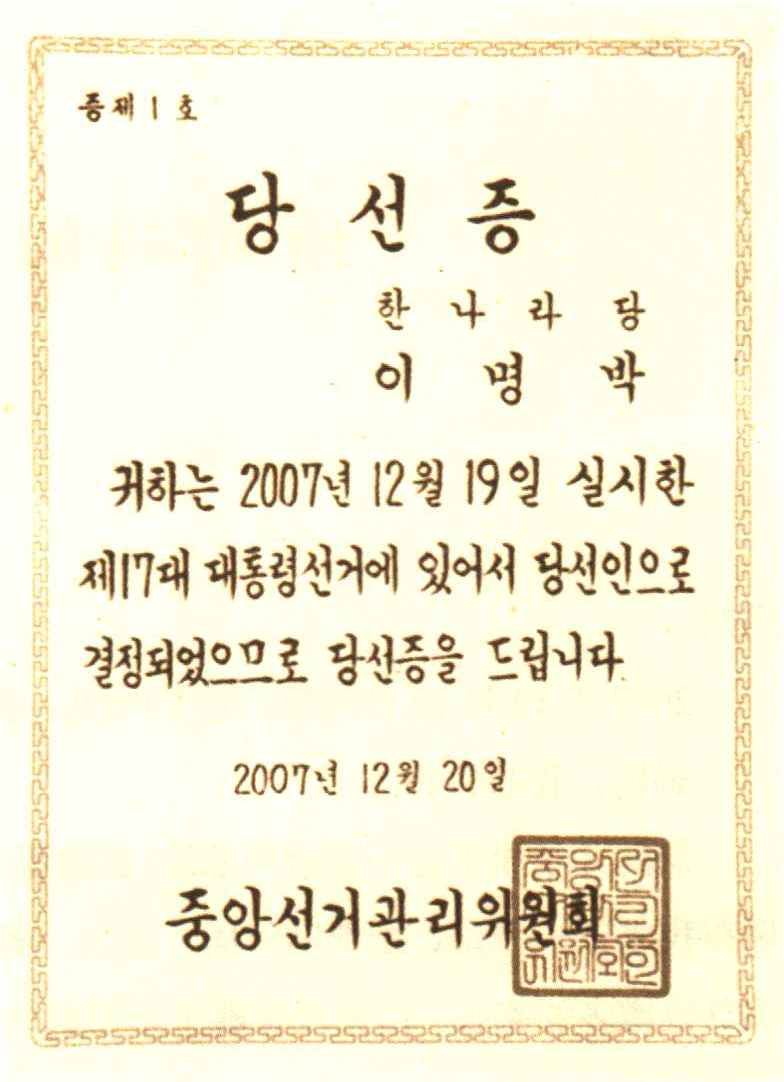 증제 1 호
당 선 증
한 나 라 당
이 명 박
귀하는 2007년 12월 19일 실시한
제17대 대통령선거에 있어서 당선인으로
결정되었으므로 당선증을 드립니다.
2007년 12월 20일
중앙선거관리위원회